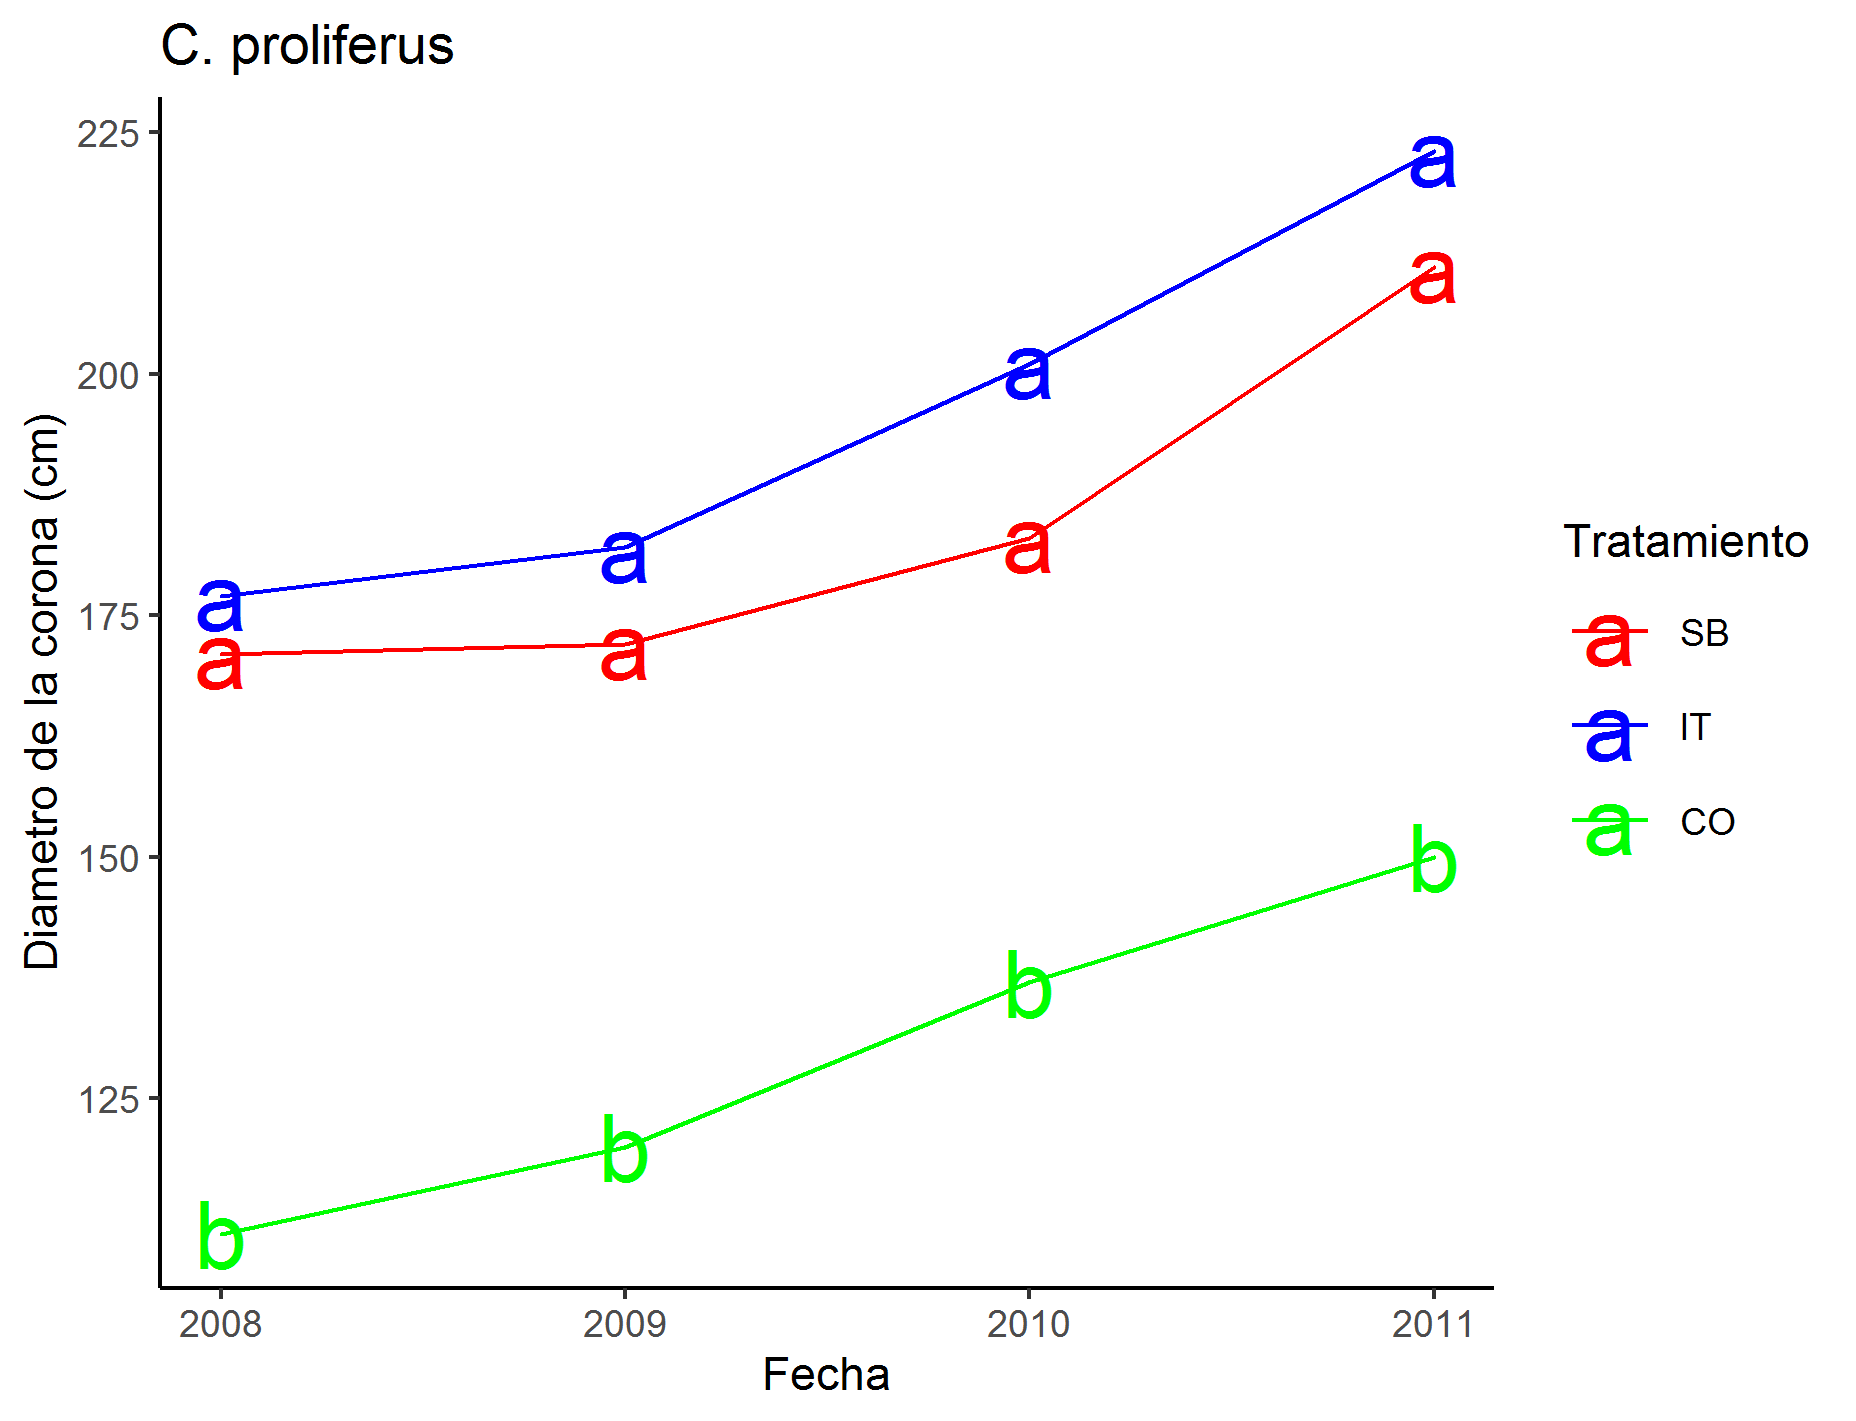 C. proliferus
Diametro de la corona (cm)
225
200
175
150
125
a
a
a
a
a
a
a
a
b
b
b
b
2008
2009
2010
2011
Fecha
Tratamiento
a SB
a IT
a CO